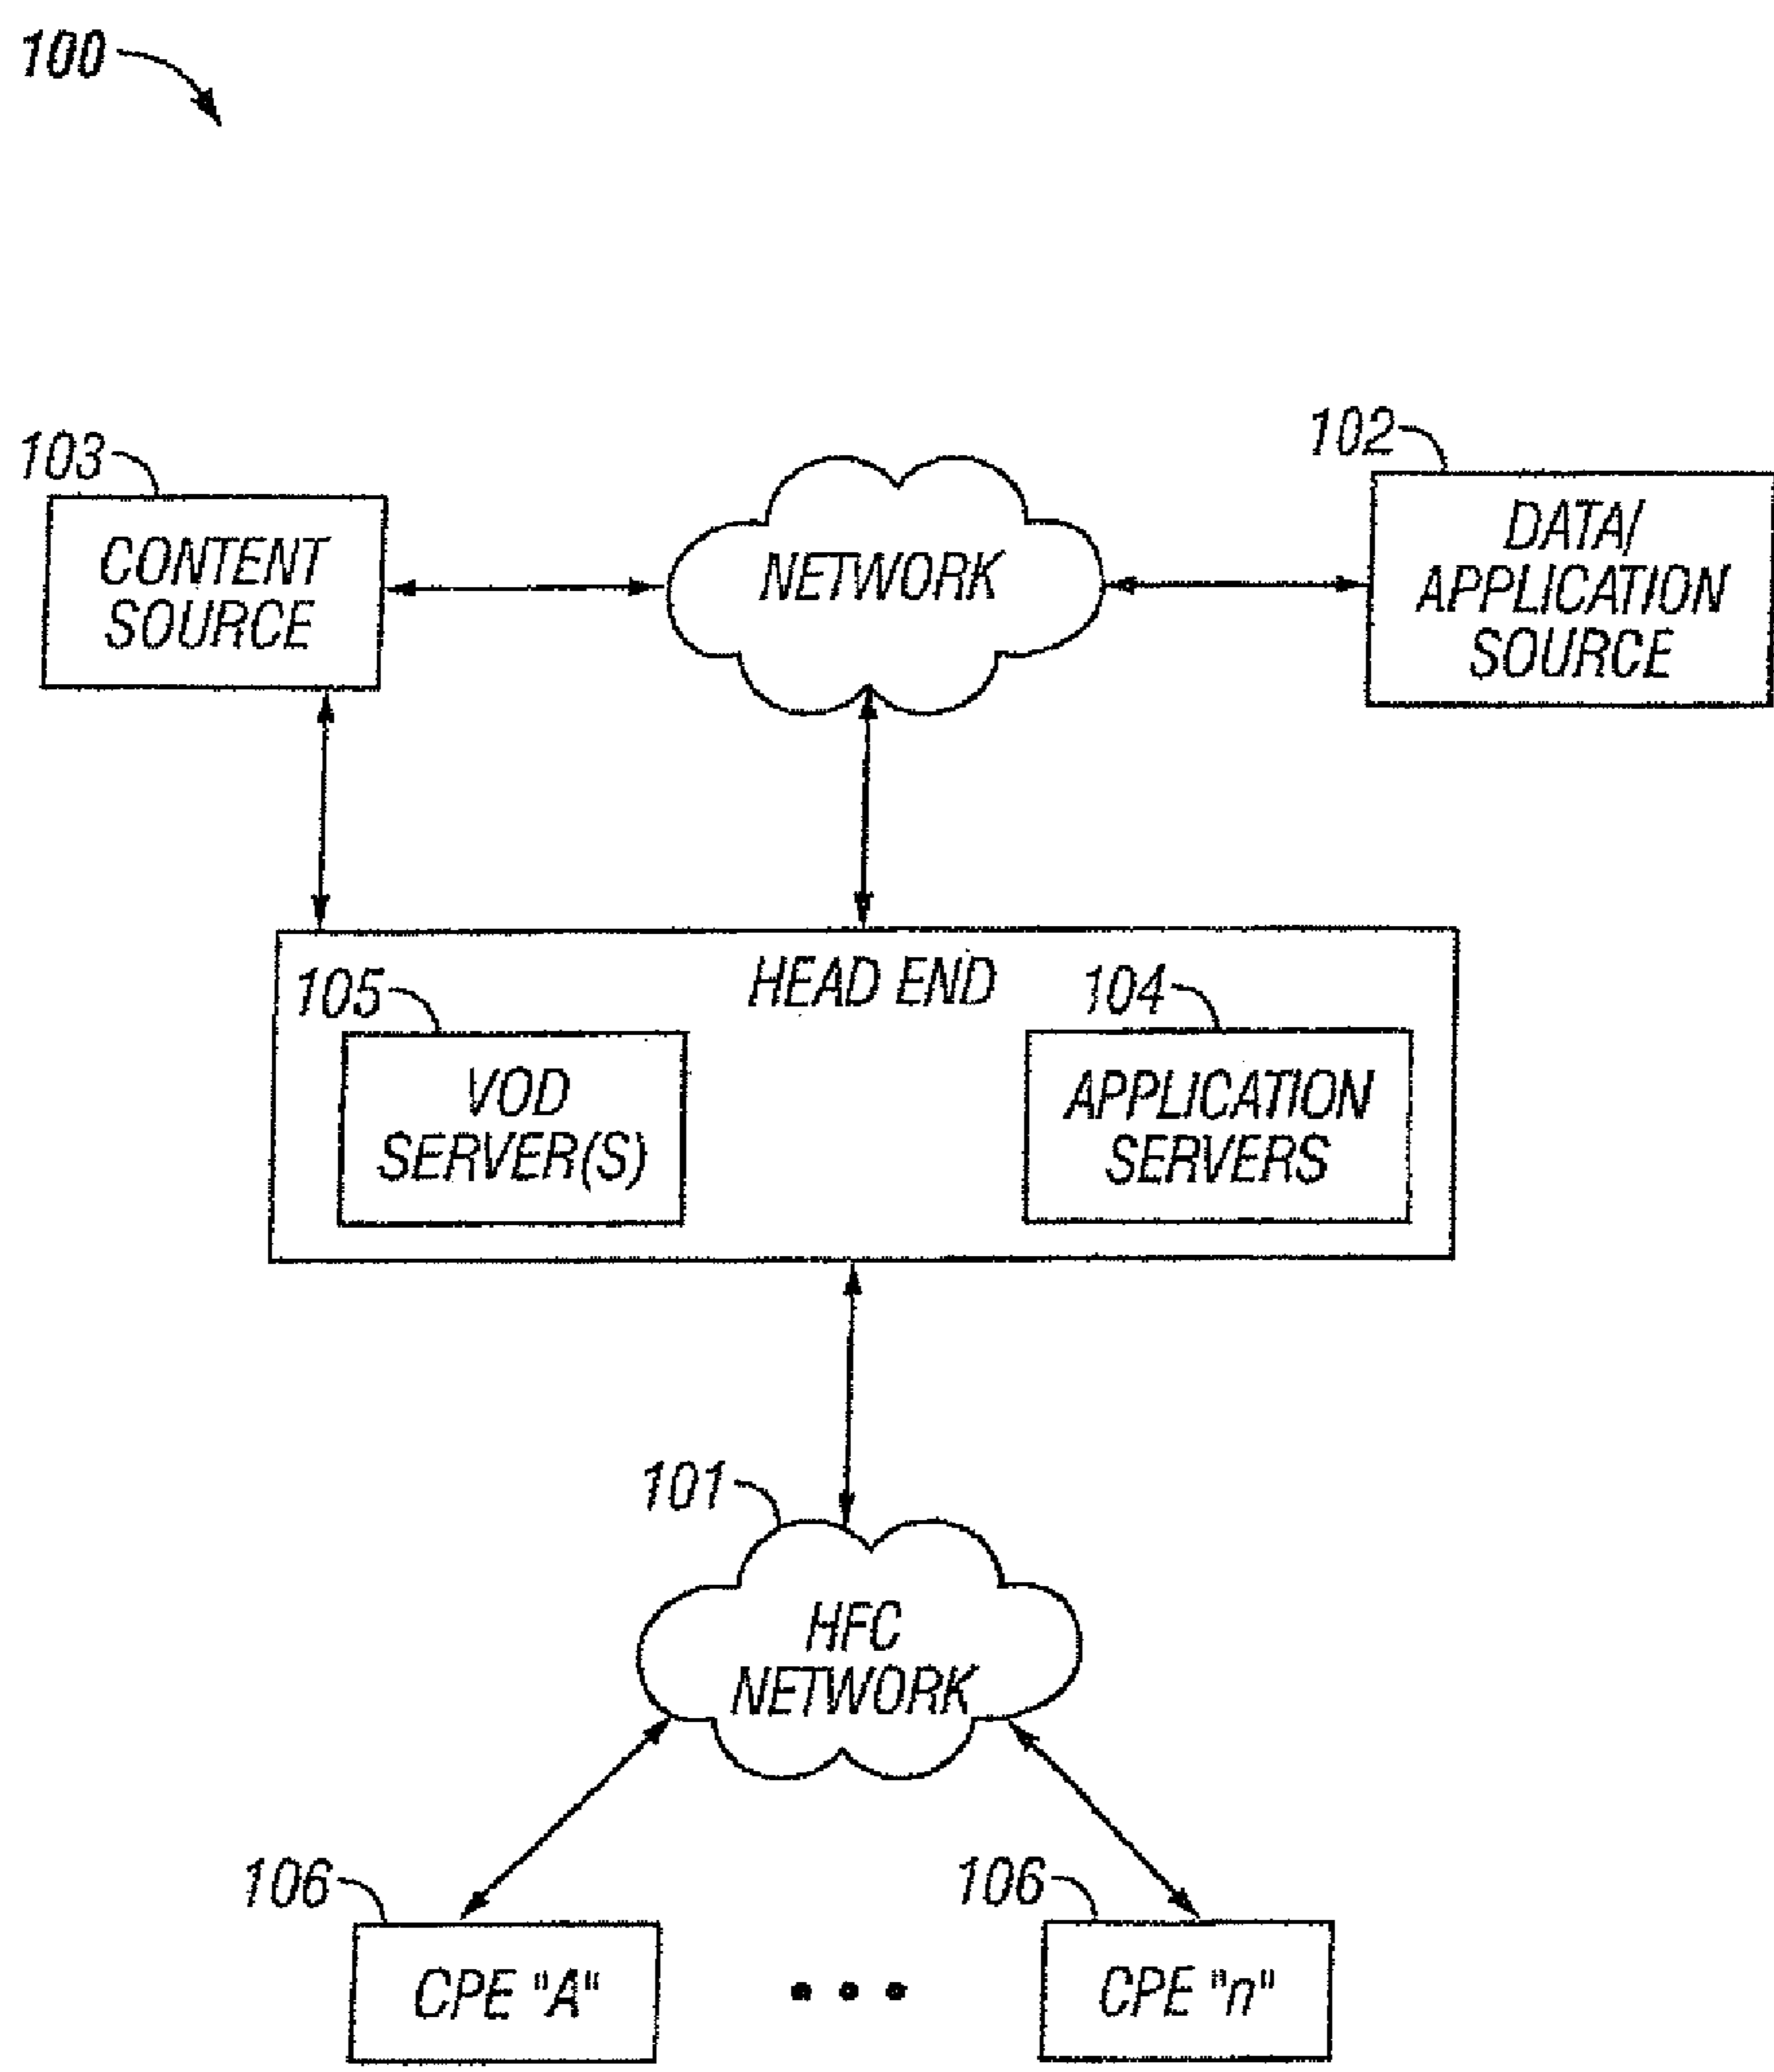 100
103
CONTENT
SOURCE
NETWORK
102
DATA/
APPLICATION
SOURCE
HEAD END
105
VOD
SERVER(S)
104
APPLICATION
SERVERS
101
HFC
NETWORK
106
CPE "A"
• • •
106
CPE "n"